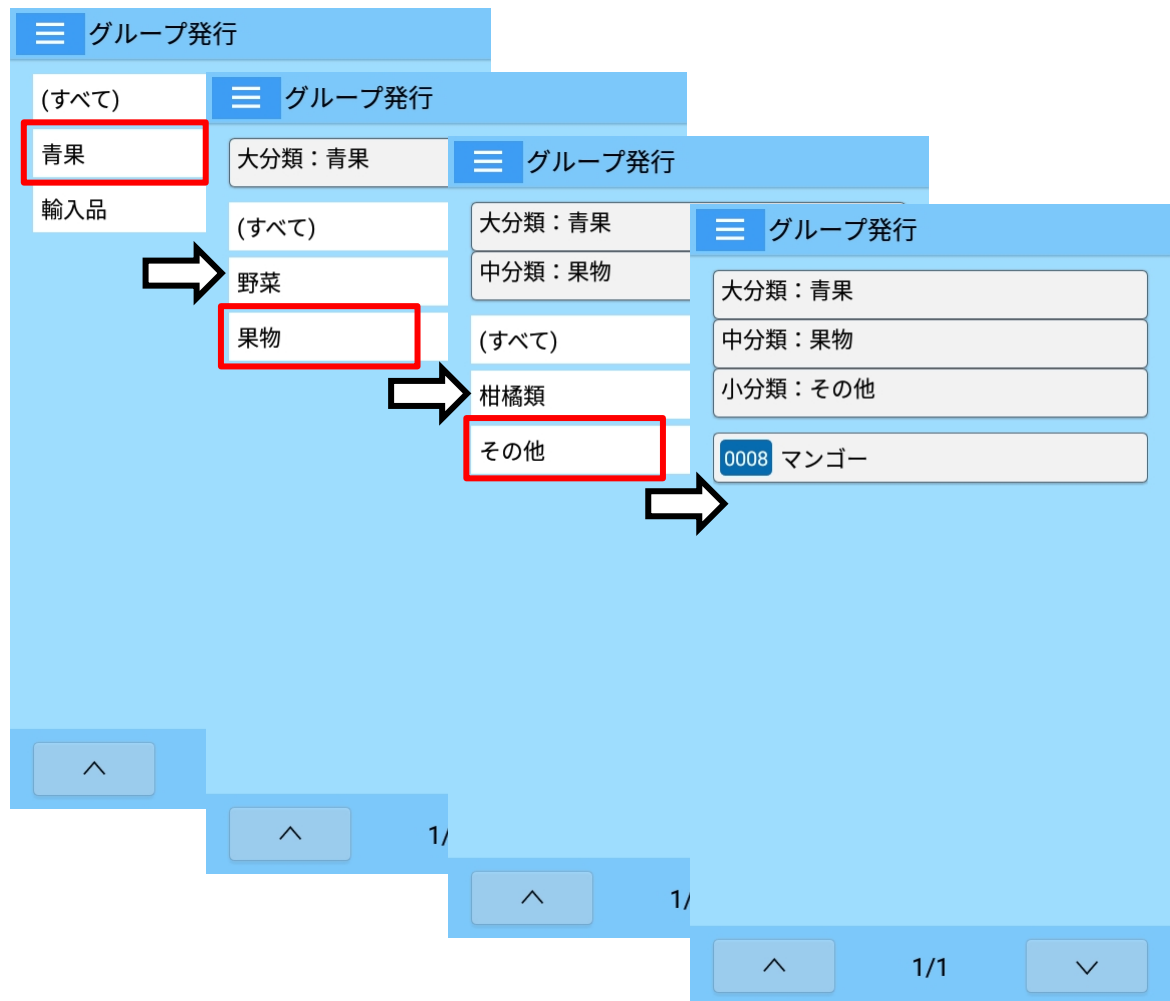 グループ発行
(すべて)
青果
輸入品
グループ発行
大分類：青果
(すべて)
野菜
果物
1/
グループ発行
大分類：青果
中分類：果物
(すべて)
柑橘類
その他
1/
グループ発行
大分類：青果
中分類：果物
小分類：その他
0008 マンゴー
1/1